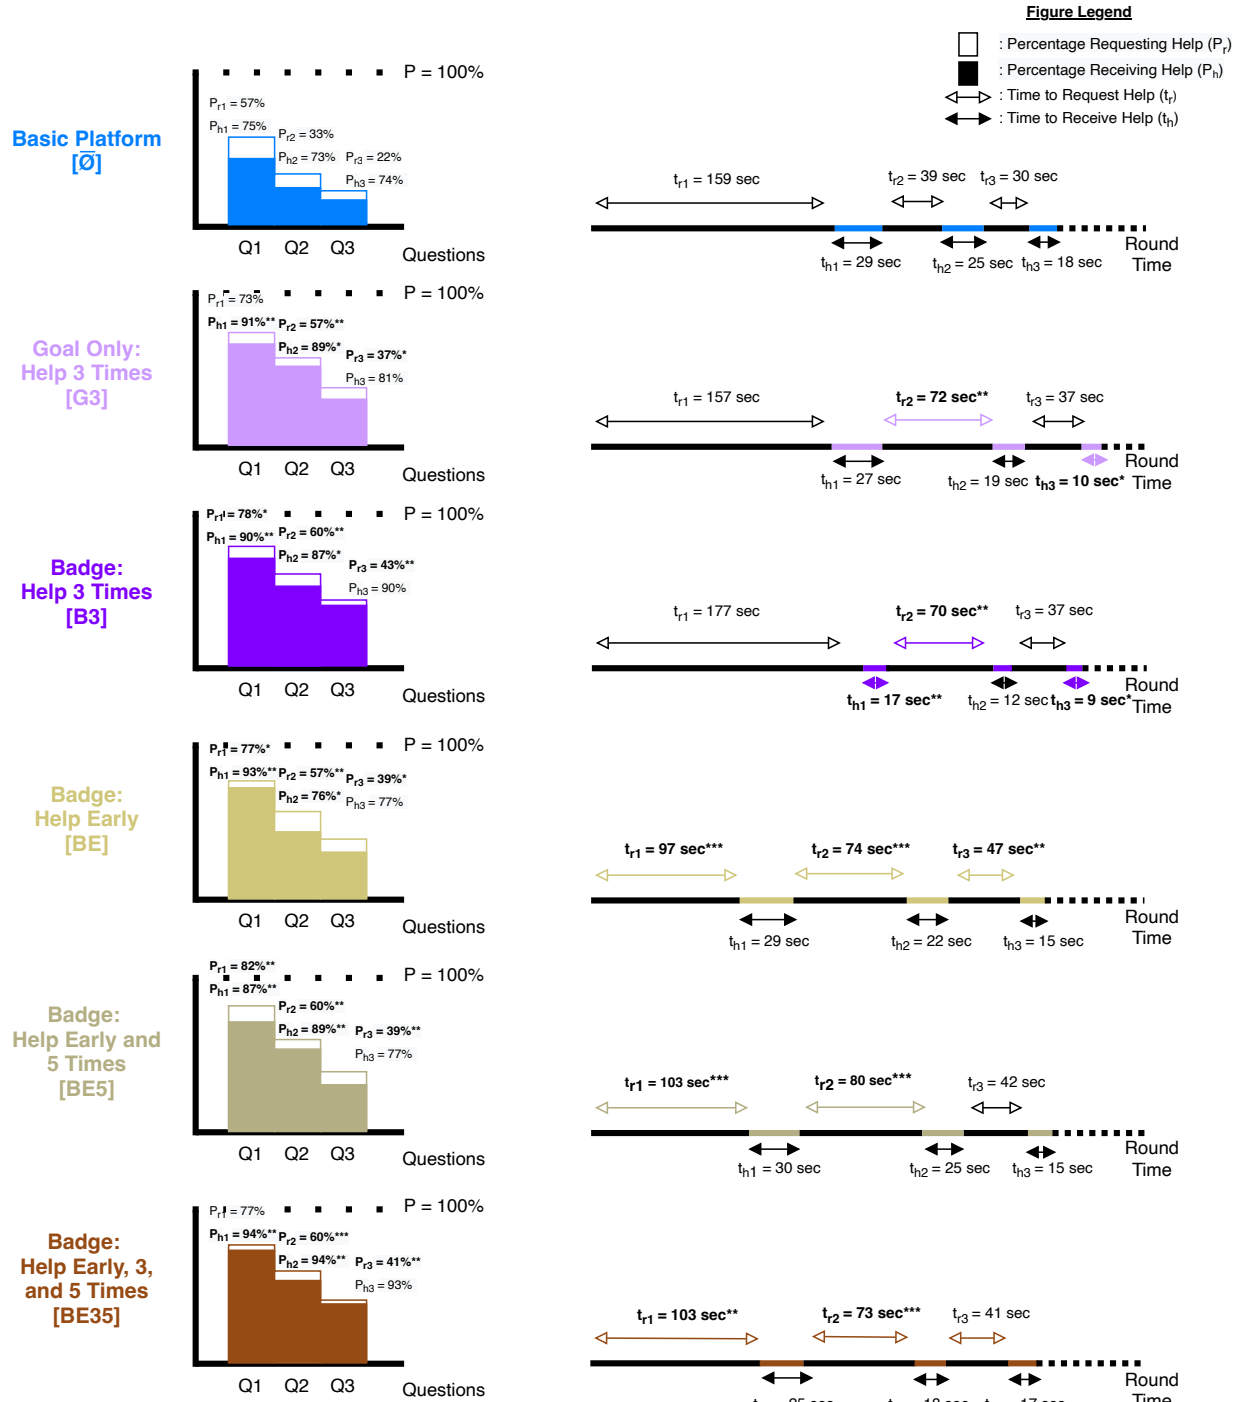 Figure Legend
: Percentage Requesting Help (Pr)
: Percentage Receiving Help (Ph)
: Time to Request Help (tr)
: Time to Receive Help (th)
Basic Platform
[Ø]
P = 100%
Pr1 = 57%
Ph1 = 75%
Pr2 = 33%
Ph2 = 73%
Pr3 = 22%
Ph3 = 74%
Q1 Q2 Q3
Questions
tr1 = 159 sec
tr2 = 39 sec
tr3 = 30 sec
th1 = 29 sec
th2 = 25 sec
th3 = 18 sec
Round
Time
Goal Only:
Help 3 Times
[G3]
P = 100%
Pr1 = 73%
Ph1 = 91%**
Pr2 = 57%**
Ph2 = 89%*
Pr3 = 37%*
Ph3 = 81%
Q1 Q2 Q3
Questions
tr1 = 157 sec
tr2 = 72 sec**
tr3 = 37 sec
th1 = 27 sec
th2 = 19 sec
th3 = 10 sec*
Round
Time
Badge:
Help 3 Times
[B3]
P = 100%
Pr1 = 78%*
Ph1 = 90%**
Pr2 = 60%**
Ph2 = 87%*
Pr3 = 43%**
Ph3 = 90%
Q1 Q2 Q3
Questions
tr1 = 177 sec
tr2 = 70 sec**
tr3 = 37 sec
th1 = 17 sec**
th2 = 12 sec
th3 = 9 sec*
Round
Time
Badge:
Help Early
[BE]
P = 100%
Pr1 = 77%*
Ph1 = 93%**
Pr2 = 57%**
Ph2 = 76%*
Pr3 = 39%*
Ph3 = 77%
Q1 Q2 Q3
Questions
tr1 = 97 sec***
tr2 = 74 sec***
tr3 = 47 sec**
th1 = 29 sec
th2 = 22 sec
th3 = 15 sec
Round
Time
Badge:
Help Early and
5 Times
[BE5]
P = 100%
Pr1 = 82%**
Ph1 = 87%**
Pr2 = 60%**
Ph2 = 89%**
Pr3 = 39%**
Ph3 = 77%
Q1 Q2 Q3
Questions
tr1 = 103 sec***
tr2 = 80 sec***
tr3 = 42 sec
th1 = 30 sec
th2 = 25 sec
th3 = 15 sec
Round
Time
Badge:
Help Early, 3,
and 5 Times
[BE35]
P = 100%
Pr1 = 77%
Ph1 = 94%**
Pr2 = 60%***
Ph2 = 94%**
Pr3 = 41%**
Ph3 = 93%
Q1 Q2 Q3
Questions
tr1 = 103 sec**
tr2 = 73 sec***
tr3 = 41 sec
Round
Time